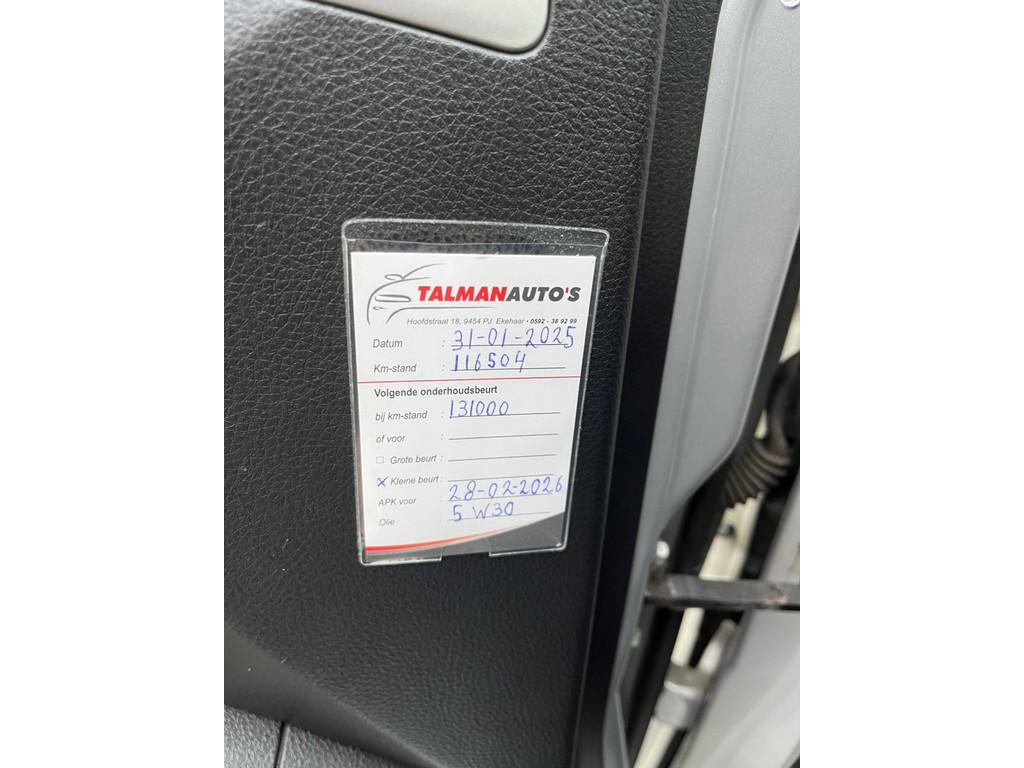 TALMANAUTO'S
Hoofdstraat 18, 9454 PJ Ekehaar • 0592 - 38 92 99
Datum : 31-01-2025
Km-stand : 116504
Volgende onderhoudsbeurt
bij km-stand : 131000
of voor :
□ Grote beurt :
☒ Kleine beurt :
APK voor : 28-02-2026
Olie : 5 W30